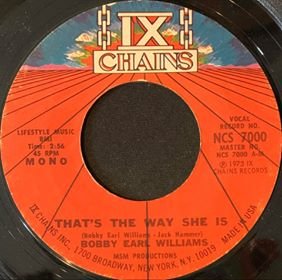 IX
CHAINS
LIFESTYLE MUSIC
BMI
Time: 2:56
45 RPM
MONO
VOCAL
RECORD NO.
NCS 7000
MASTER NO.
NCS 7000 A-M
℗ 1973 IX
CHAINS RECORDS
THAT'S THE WAY SHE IS
(Bobby Earl Williams - Jack Hammer)
BOBBY EARL WILLIAMS
MSM PRODUCTIONS
IX CHAINS INC., 1700 BROADWAY, NEW YORK, N.Y. 10019 MADE IN USA